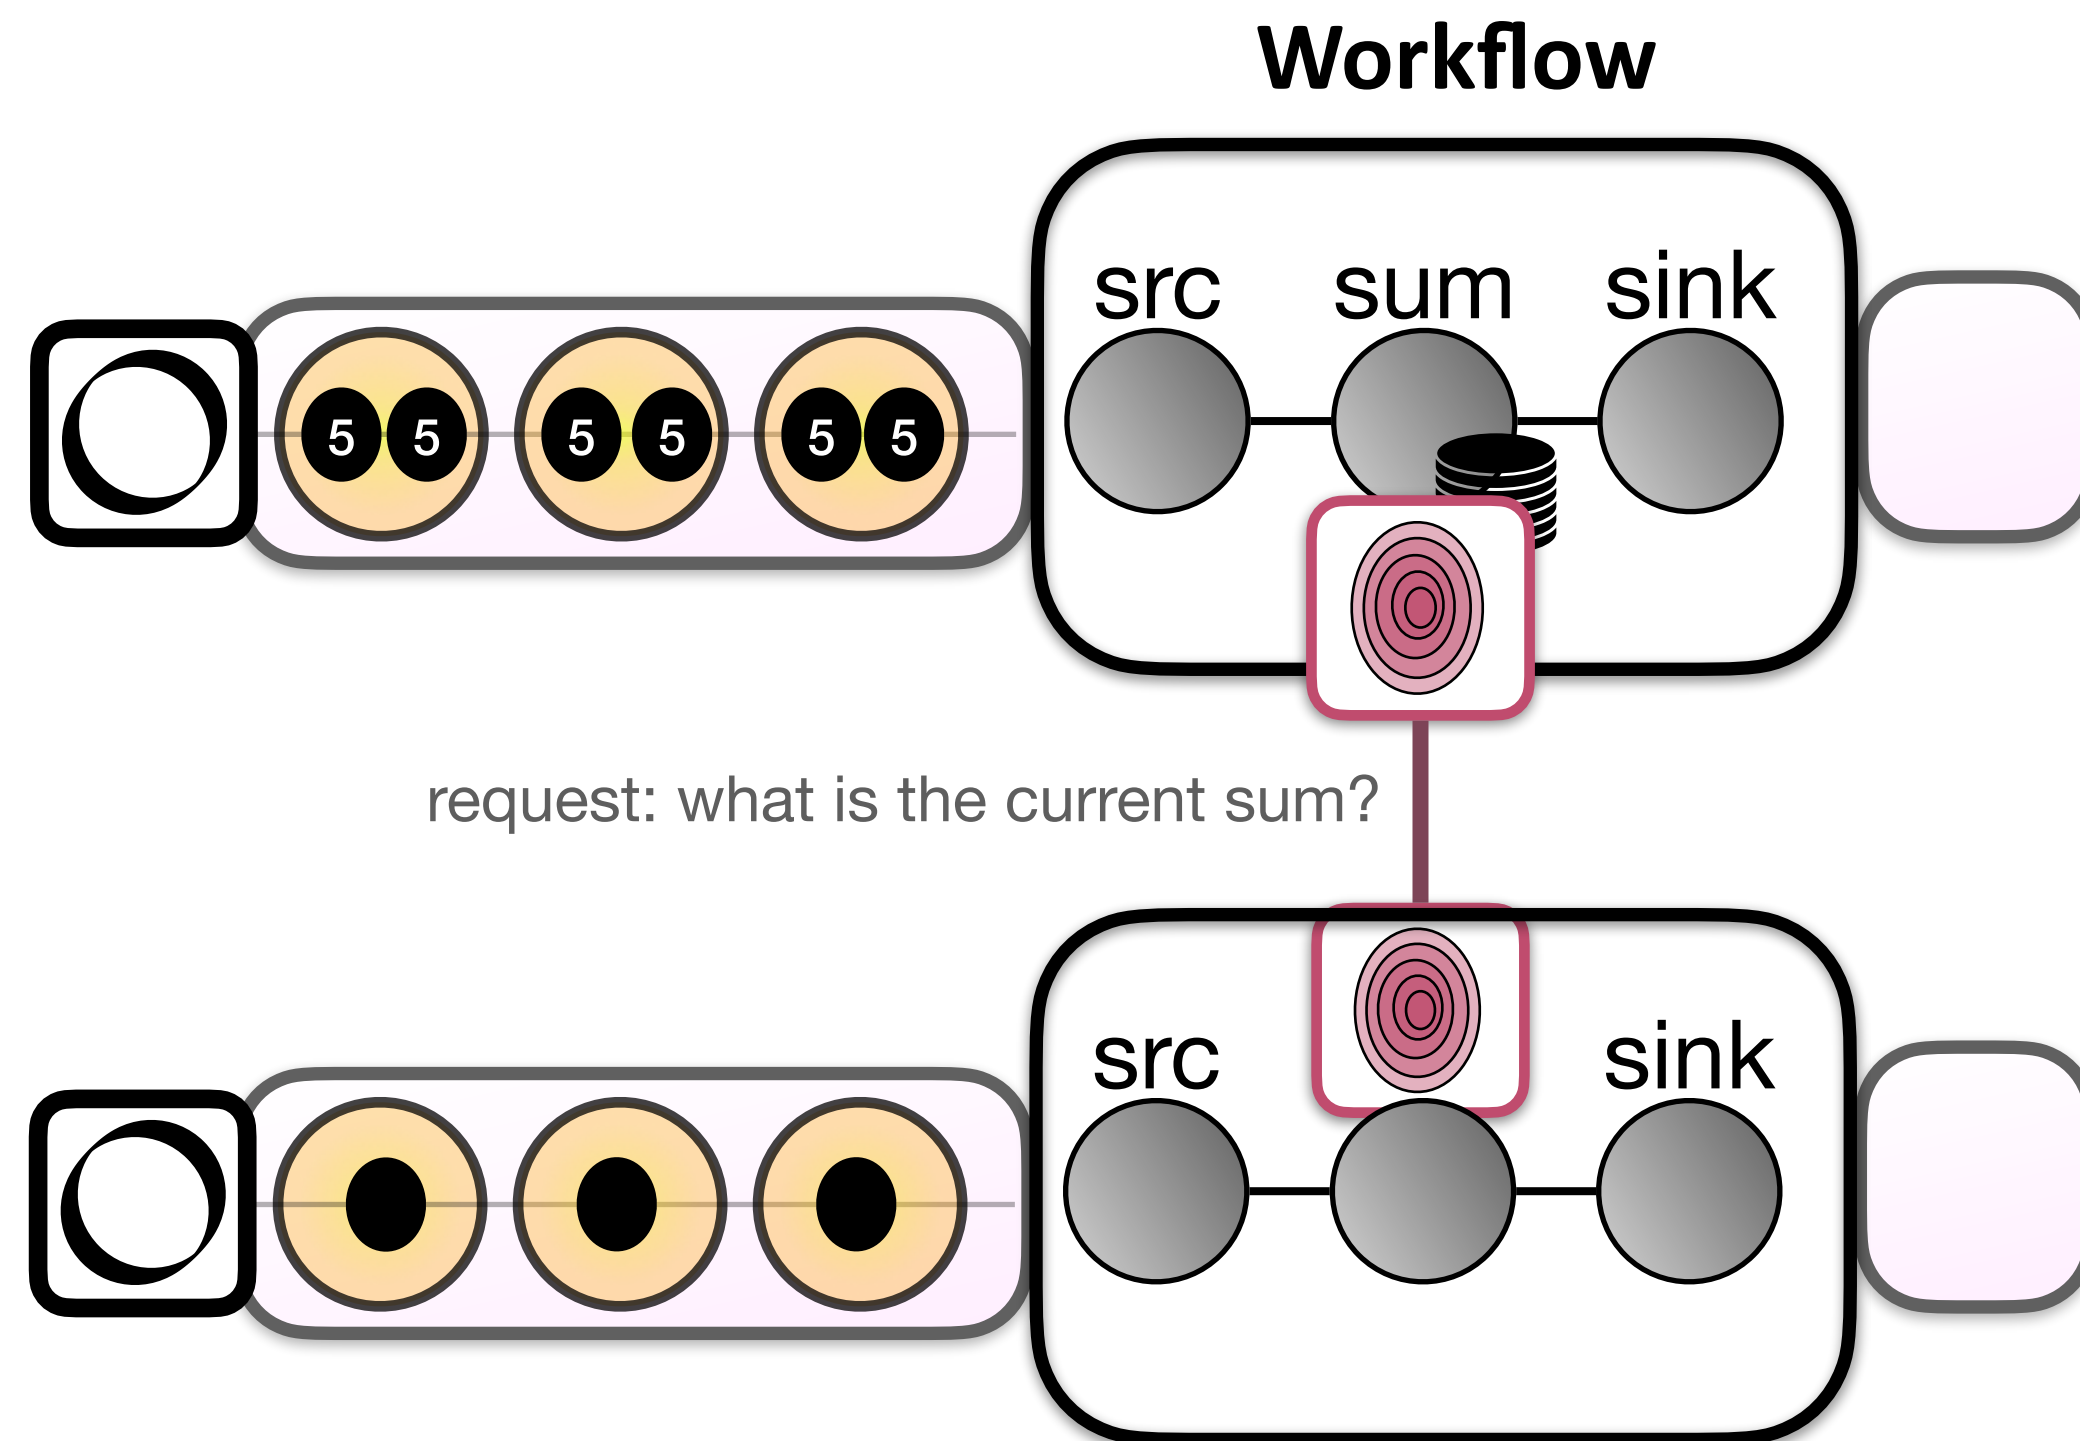 Workflow
src sum sink
5 5 5 5 5 5
request: what is the current sum?
src sink